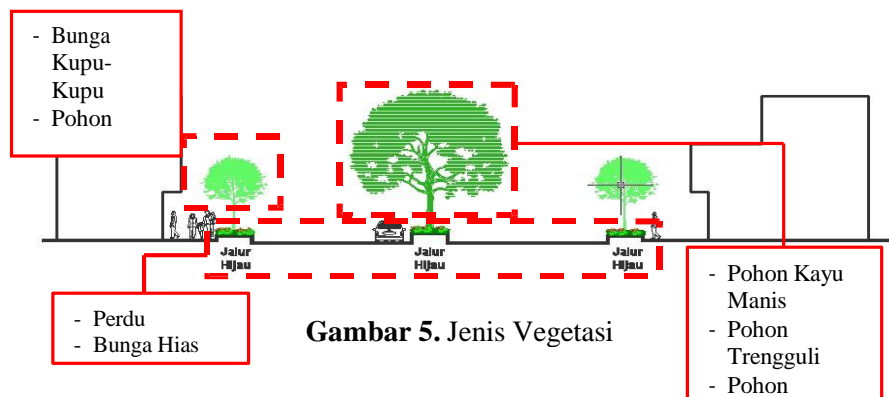 - Bunga
Kupu-
Kupu
- Pohon
Jalur
Hijau
Jalur
Hijau
Jalur
Hijau
- Perdu
- Bunga Hias
- Pohon Kayu
Manis
- Pohon
Trengguli
- Pohon
Gambar 5. Jenis Vegetasi